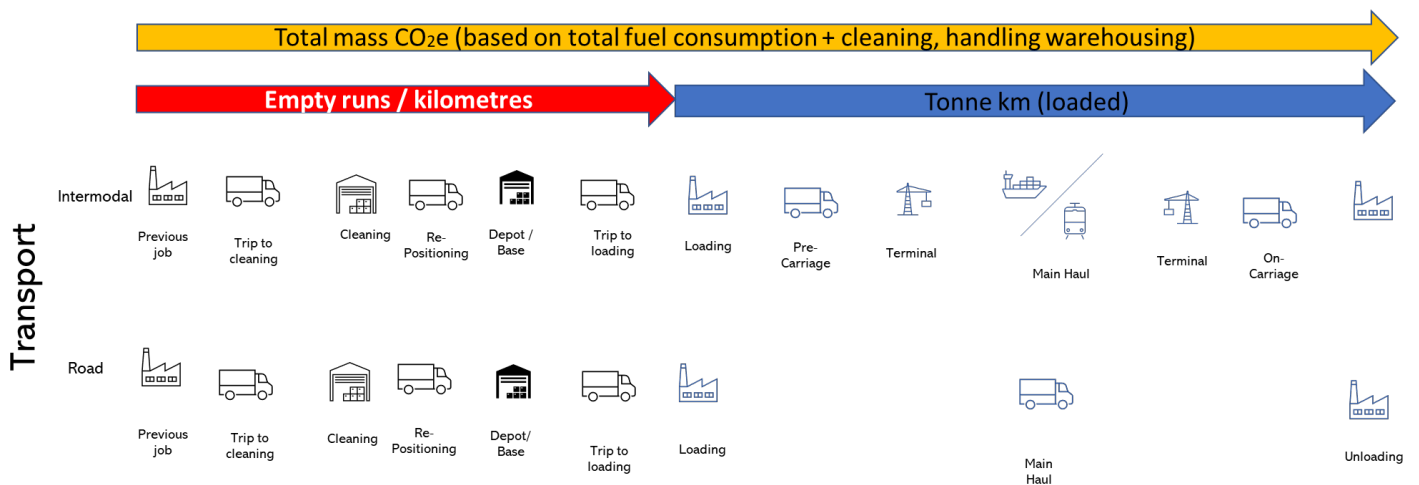 Total mass CO₂e (based on total fuel consumption + cleaning, handling warehousing)
Empty runs / kilometres
Tonne km (loaded)
Transport
Intermodal
Previous
job
Trip to
cleaning
Cleaning
Re-
Positioning
Depot /
Base
Trip to
loading
Loading
Pre-
Carriage
Terminal
Main Haul
Terminal
On-
Carriage
Road
Previous
job
Trip to
cleaning
Cleaning
Re-
Positioning
Depot/
Base
Trip to
loading
Loading
Main
Haul
Unloading